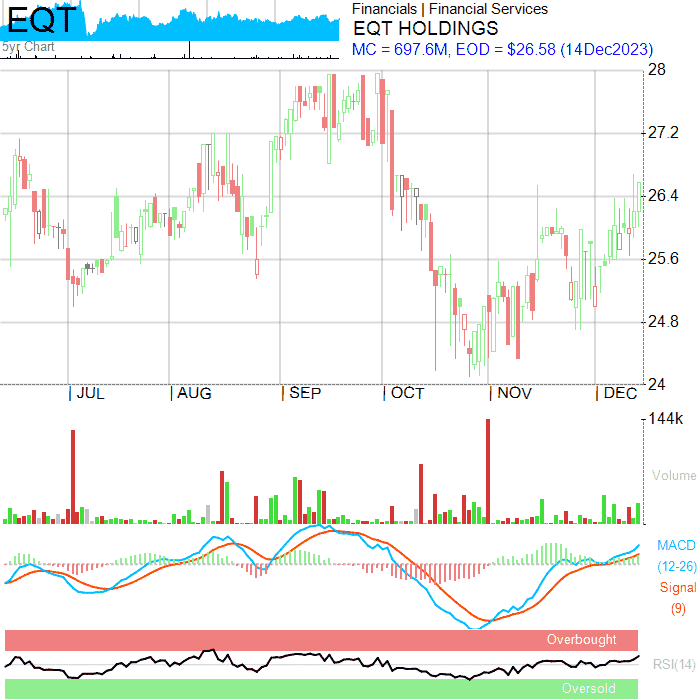 EQT
Financials | Financial Services
EQT HOLDINGS
MC = 697.6M, EOD = $26.58 (14Dec2023)
5yr Chart
28
27.2
26.4
25.6
24.8
24
JUL AUG SEP OCT NOV DEC
144k
Volume
MACD
(12-26)
Signal
(9)
Overbought
RSI(14)
Oversold